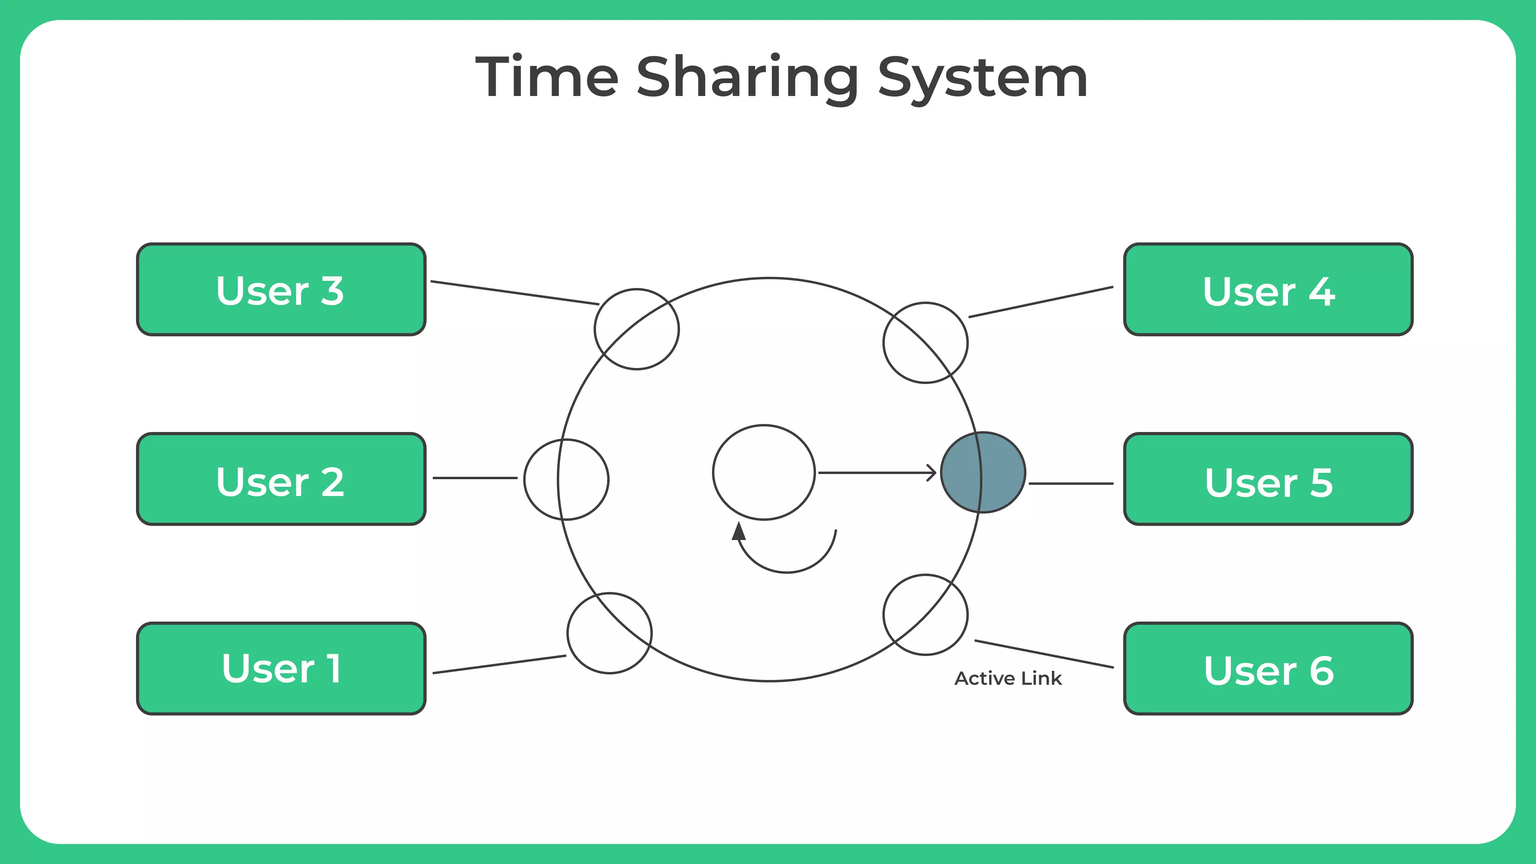 Time Sharing System
User 3
User 4
User 2
User 5
User 1
User 6
Active Link